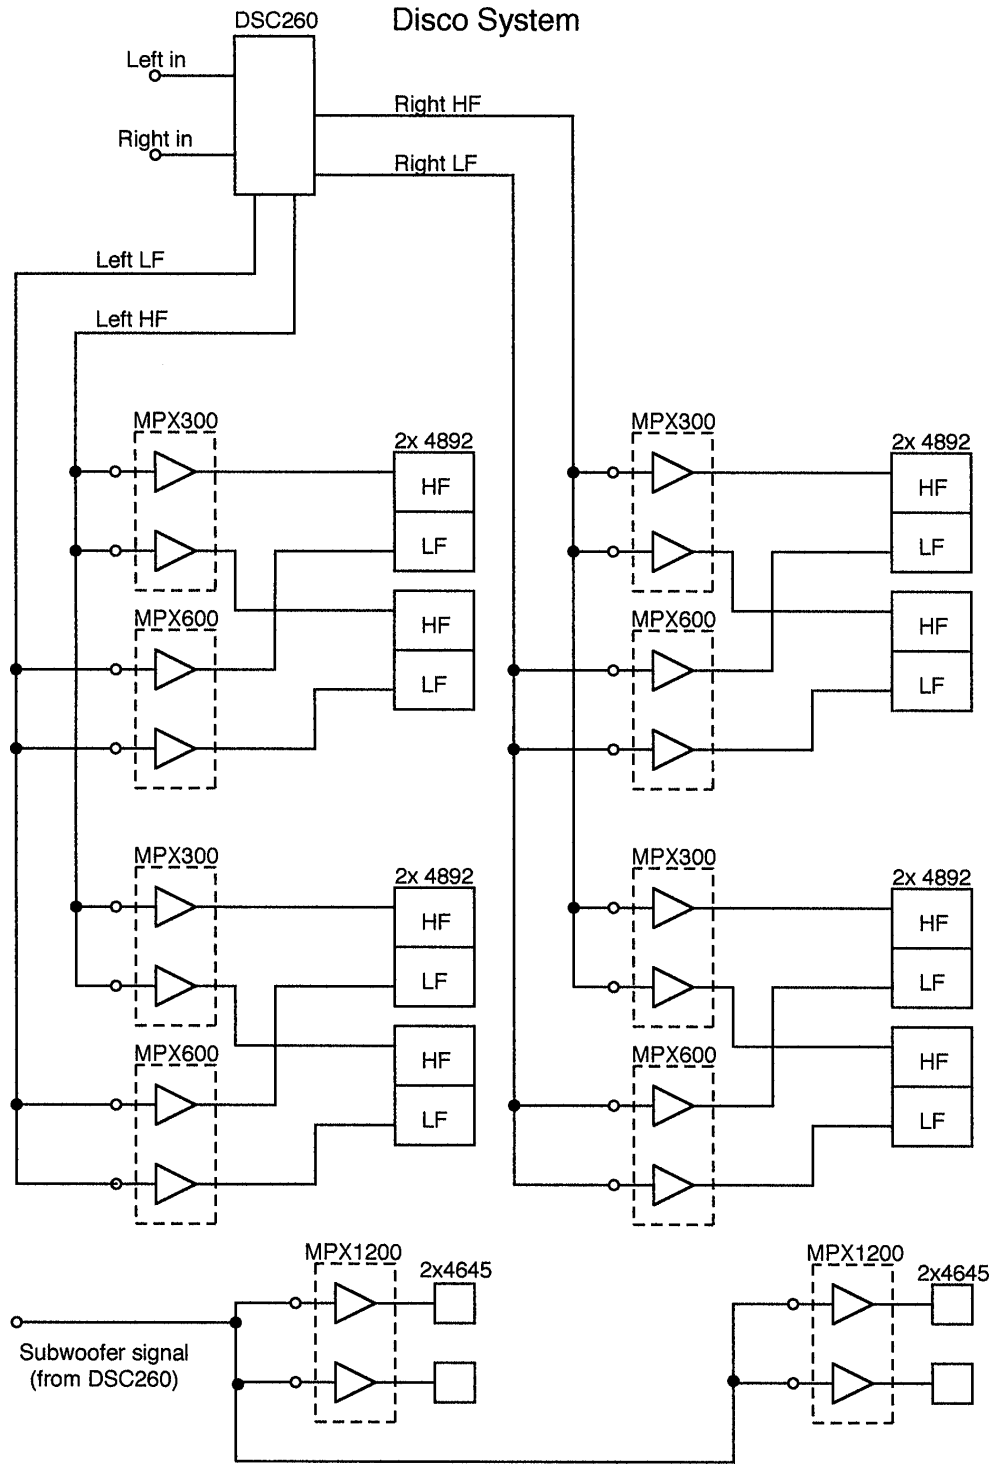 DSC260
Disco System
Left in
Right HF
Right in
Right LF
Left LF
Left HF
MPX300
2x 4892
HF
LF
MPX600
HF
LF
MPX300
2x 4892
HF
LF
MPX600
HF
LF
MPX300
2x 4892
HF
LF
MPX600
HF
LF
MPX300
2x 4892
HF
LF
MPX600
HF
LF
MPX1200
2x4645
Subwoofer signal
(from DSC260)
MPX1200
2x4645